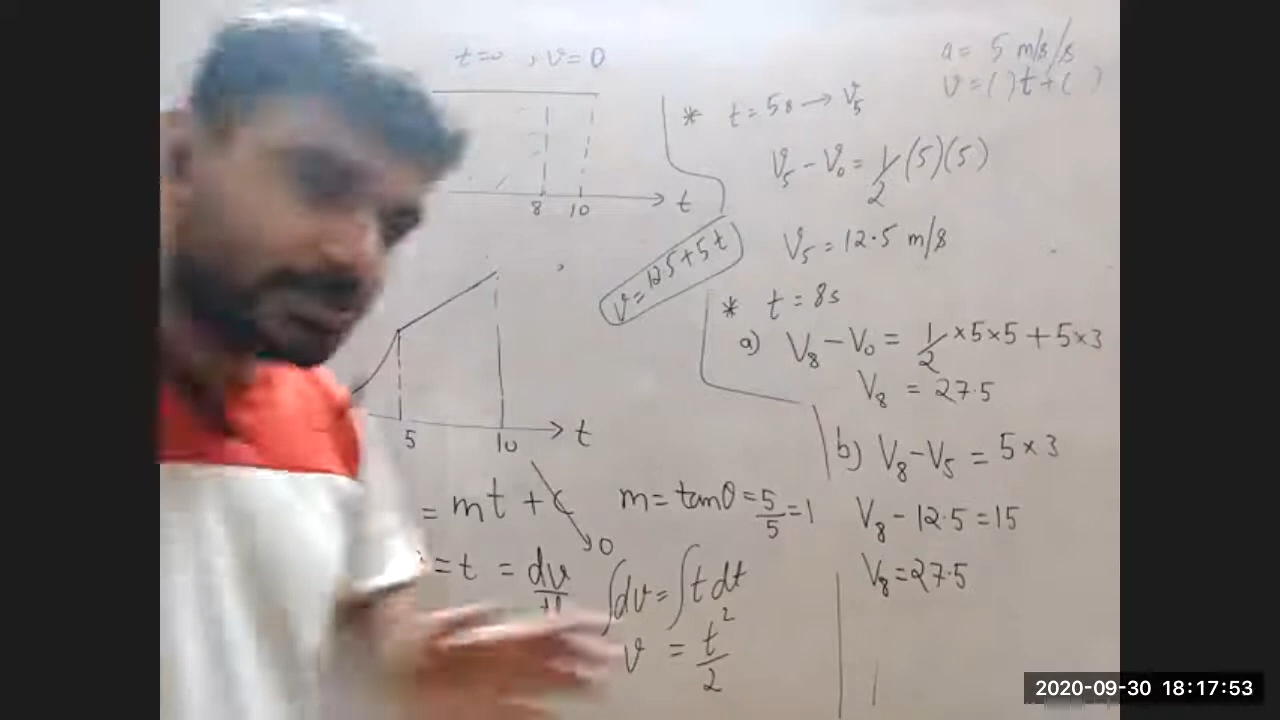 t=0 , v=0
8 10 t
5 10 t
= mt + c
0
= t = dv
m = tanθ = 5/5 = 1
∫dv = ∫t dt
v = t²/2
v = 12.5 + 5t
a = 5 m/s/s
v = ( )t + ( )
* t = 5s → v₅
v₅ - v₀ = 1/2 (5)(5)
v₅ = 12.5 m/s
* t = 8s
a) V₈ - V₀ = 1/2 ×5×5 + 5×3
V₈ = 27.5
b) V₈ - V₅ = 5×3
V₈ - 12.5 = 15
V₈ = 27.5
2020-09-30 18:17:53